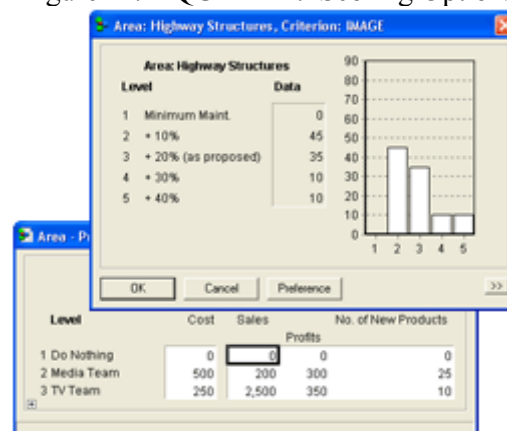 Area: Highway Structures, Criterion: IMAGE
Area: Highway Structures
Level Data
1 Minimum Maint. 0
2 + 10% 45
3 + 20% (as proposed) 35
4 + 30% 10
5 + 40% 10
90
80
70
60
50
40
30
20
10
0
1 2 3 4 5
OK Cancel Preference >>
Area - P
Level Cost Sales No. of New Products
Profits
1 Do Nothing 0 0 0 0
2 Media Team 500 200 300 25
3 TV Team 250 2,500 350 10